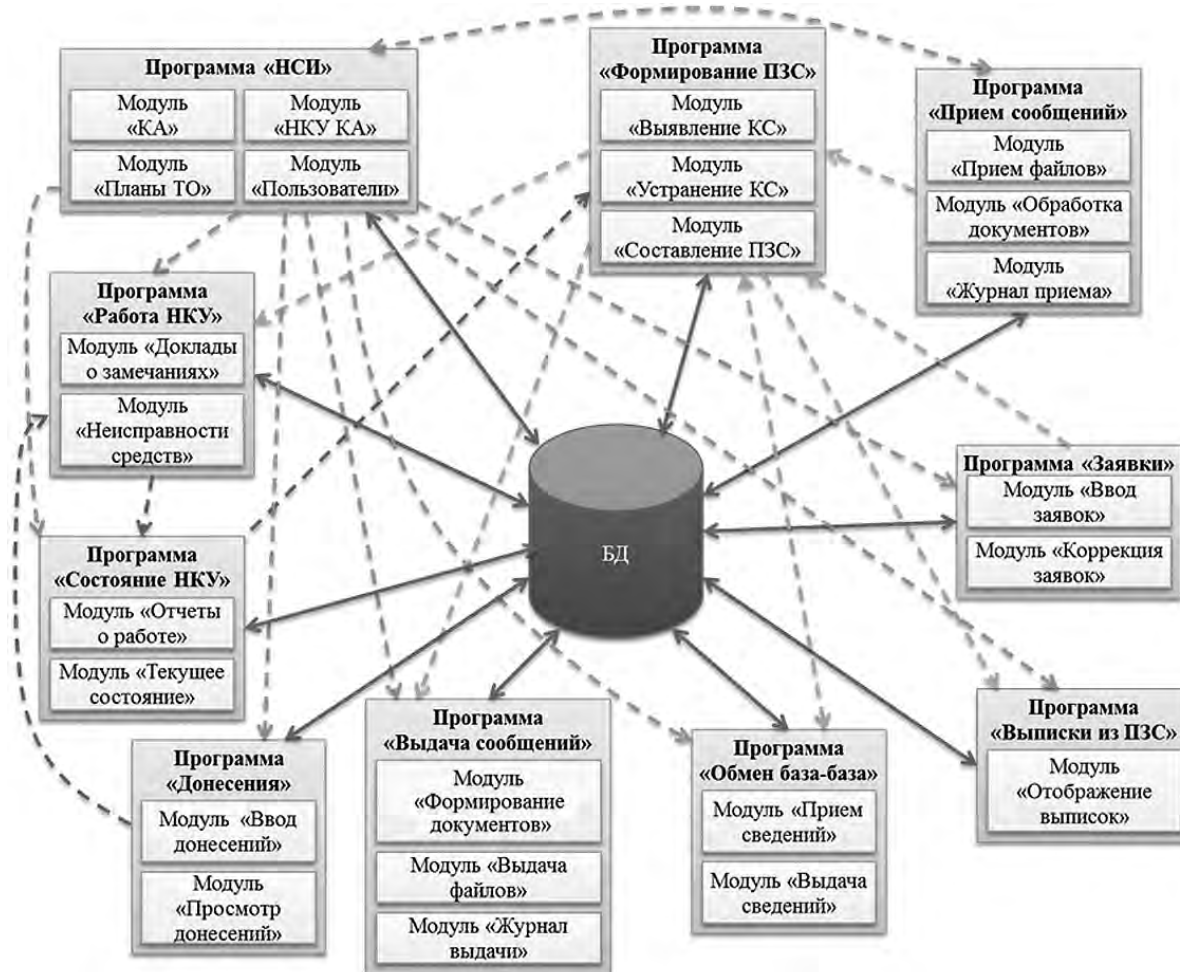 Программа «НСИ»
Модуль
«КА»
Модуль
«НКУ КА»
Модуль
«Планы ТО»
Модуль
«Пользователи»
Программа
«Формирование ПЗС»
Модуль
«Выявление КС»
Модуль
«Устранение КС»
Модуль
«Составление ПЗС»
Программа
«Прием сообщений»
Модуль
«Прием файлов»
Модуль «Обработка
документов»
Модуль
«Журнал приема»
Программа
«Работа НКУ»
Модуль «Доклады
о замечаниях»
Модуль
«Неисправности
средств»
БД
Программа «Заявки»
Модуль «Ввод
заявок»
Модуль «Коррекция
заявок»
Программа
«Состояние НКУ»
Модуль «Отчеты
о работе»
Модуль «Текущее
состояние»
Программа
«Донесения»
Модуль «Ввод
донесений»
Модуль
«Просмотр
донесений»
Программа
«Выдача сообщений»
Модуль
«Формирование
документов»
Модуль «Выдача
файлов»
Модуль «Журнал
выдачи»
Программа
«Обмен база-база»
Модуль «Прием
сведений»
Модуль «Выдача
сведений»
Программа
«Выписки из ПЗС»
Модуль
«Отображение
выписок»